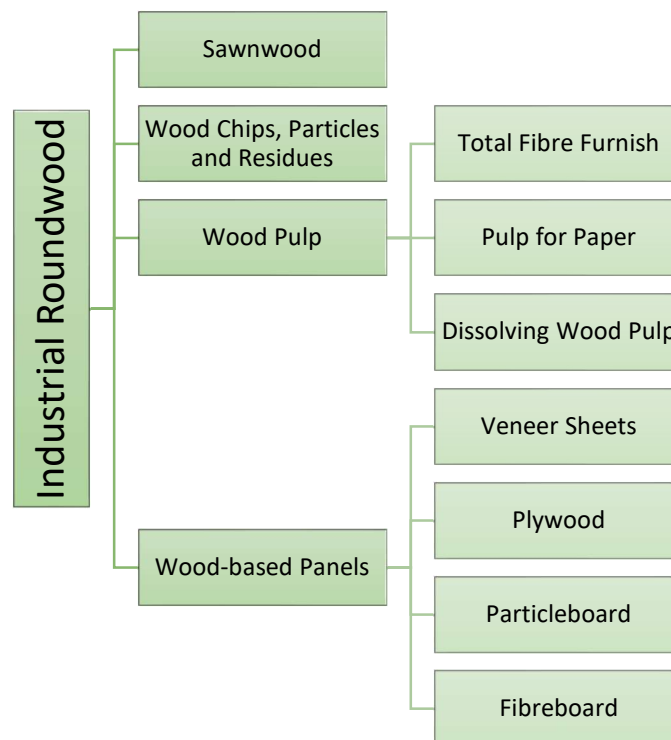 Industrial Roundwood
Sawnwood
Wood Chips, Particles
and Residues
Wood Pulp
Total Fibre Furnish
Pulp for Paper
Dissolving Wood Pulp
Wood-based Panels
Veneer Sheets
Plywood
Particleboard
Fibreboard